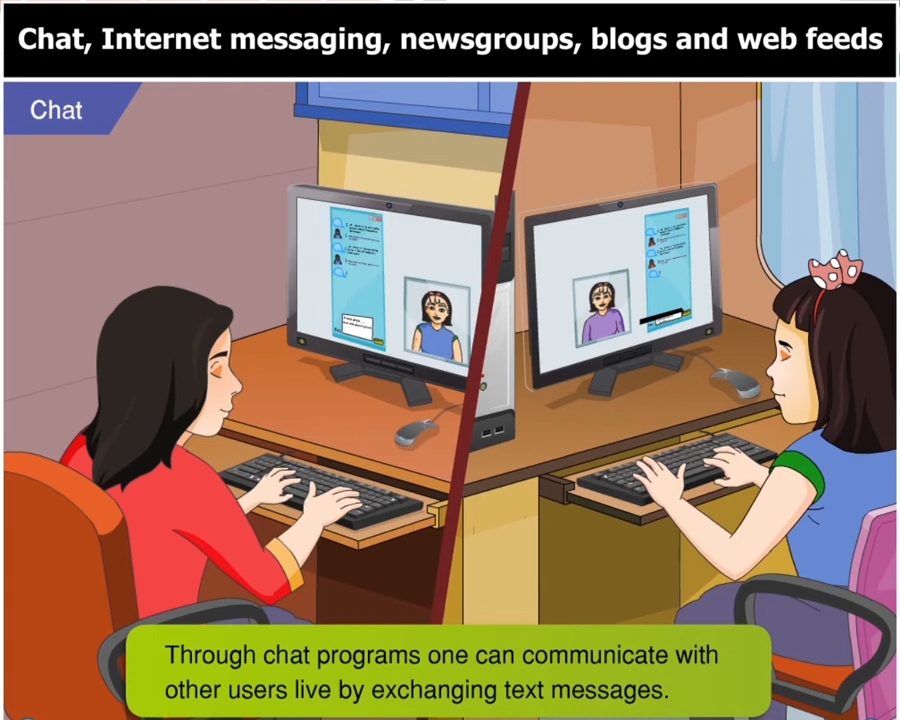 Chat, Internet messaging, newsgroups, blogs and web feeds
Chat
Through chat programs one can communicate with
other users live by exchanging text messages.